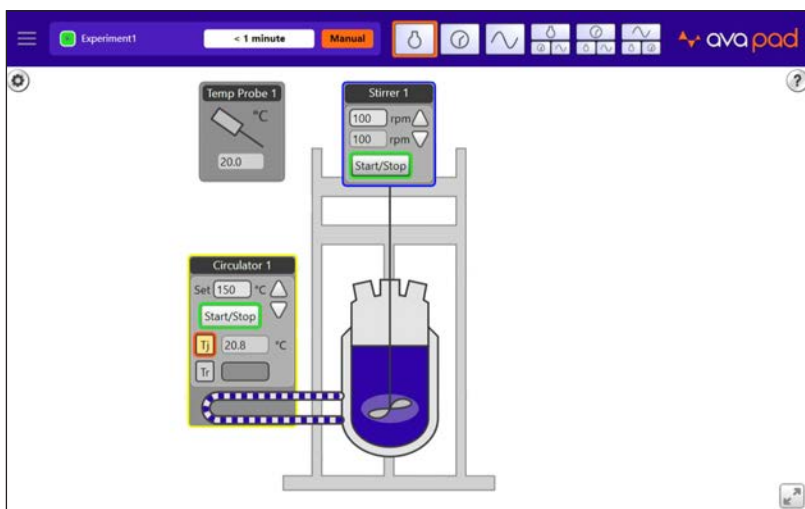 Experiment1
< 1 minute
Manual
ava pad
?
Temp Probe 1
°C
20.0
Stirrer 1
100 rpm
100 rpm
Start/Stop
Circulator 1
Set 150 °C
Start/Stop
Tj 20.8 °C
Tr